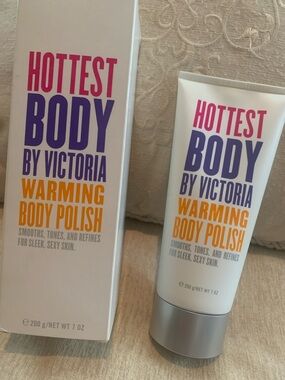 HOTTEST
BODY
BY VICTORIA
WARMING
BODY POLISH
SMOOTHS, TONES, AND REFINES
FOR SLEEK, SEXY SKIN.
℮ 200 g/NET WT 7 OZ
HOTTEST
BODY
BY VICTORIA
WARMING
BODY POLISH
SMOOTHS, TONES, AND REFINES
FOR SLEEK, SEXY SKIN.
℮ 200 g/NET WT 7 OZ